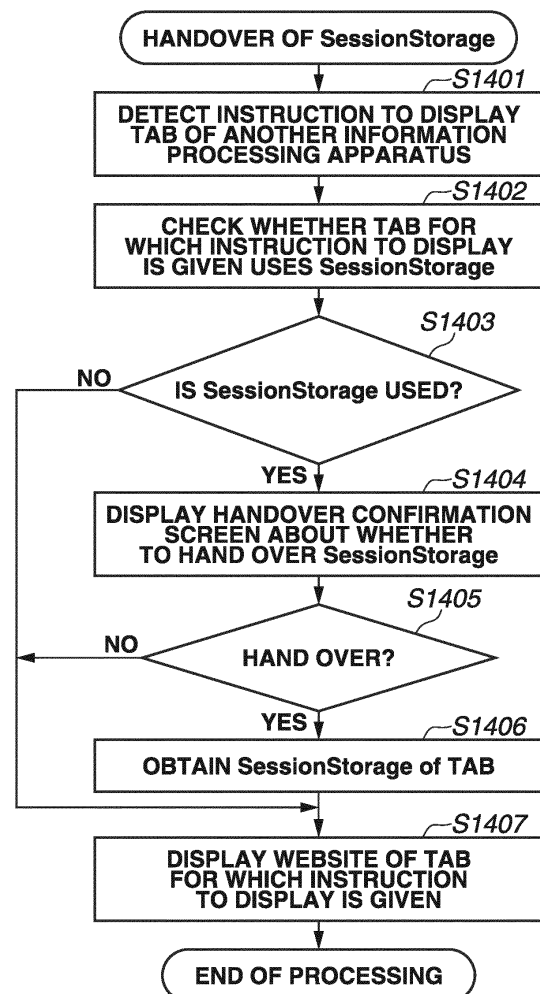 HANDOVER OF SessionStorage
S1401
DETECT INSTRUCTION TO DISPLAY
TAB OF ANOTHER INFORMATION
PROCESSING APPARATUS
S1402
CHECK WHETHER TAB FOR
WHICH INSTRUCTION TO DISPLAY
IS GIVEN USES SessionStorage
S1403
NO
IS SessionStorage USED?
YES
S1404
DISPLAY HANDOVER CONFIRMATION
SCREEN ABOUT WHETHER
TO HAND OVER SessionStorage
S1405
NO
HAND OVER?
YES
S1406
OBTAIN SessionStorage of TAB
S1407
DISPLAY WEBSITE OF TAB
FOR WHICH INSTRUCTION
TO DISPLAY IS GIVEN
END OF PROCESSING